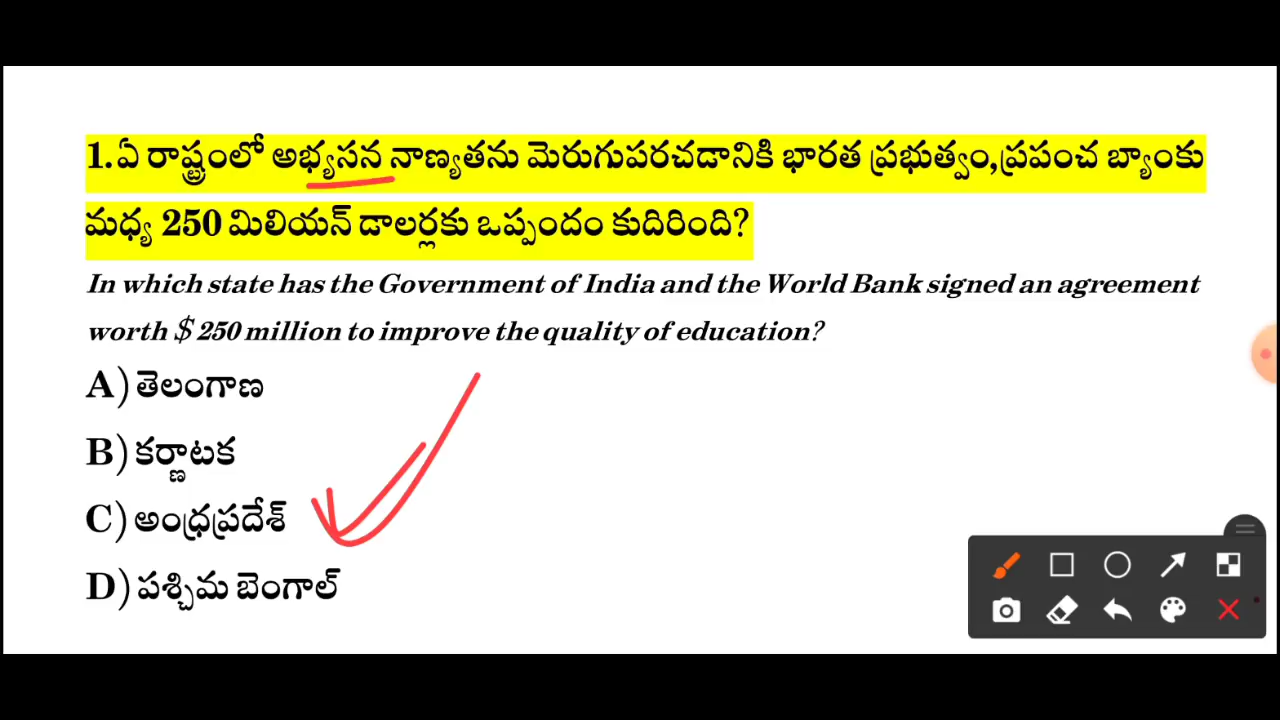 1.ఏ రాష్ట్రంలో అభ్యసన నాణ్యతను మెరుగుపరచడానికి భారత ప్రభుత్వం,ప్రపంచ బ్యాంకు
మధ్య 250 మిలియన్ డాలర్లకు ఒప్పందం కుదిరింది?
In which state has the Government of India and the World Bank signed an agreement
worth $ 250 million to improve the quality of education?
A) తెలంగాణ
B) కర్ణాటక
C) అంధ్రప్రదేశ్
D) పశ్చిమ బెంగాల్